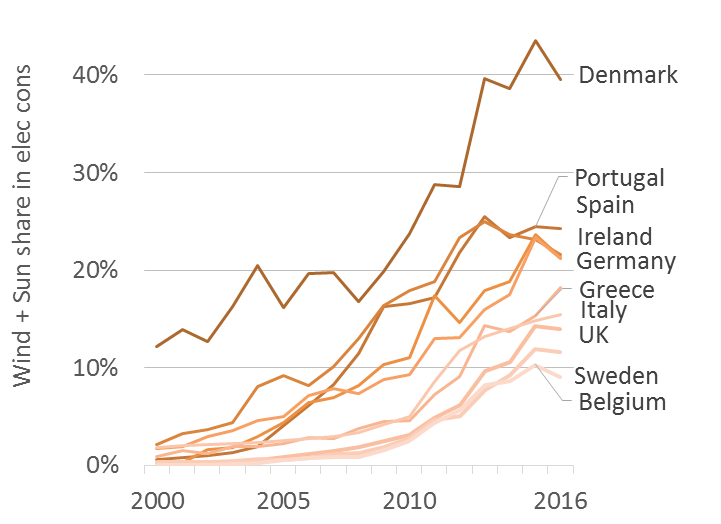 Wind + Sun share in elec cons
40%
30%
20%
10%
0%
Denmark
Portugal
Spain
Ireland
Germany
Greece
Italy
UK
Sweden
Belgium
2000 2005 2010 2016